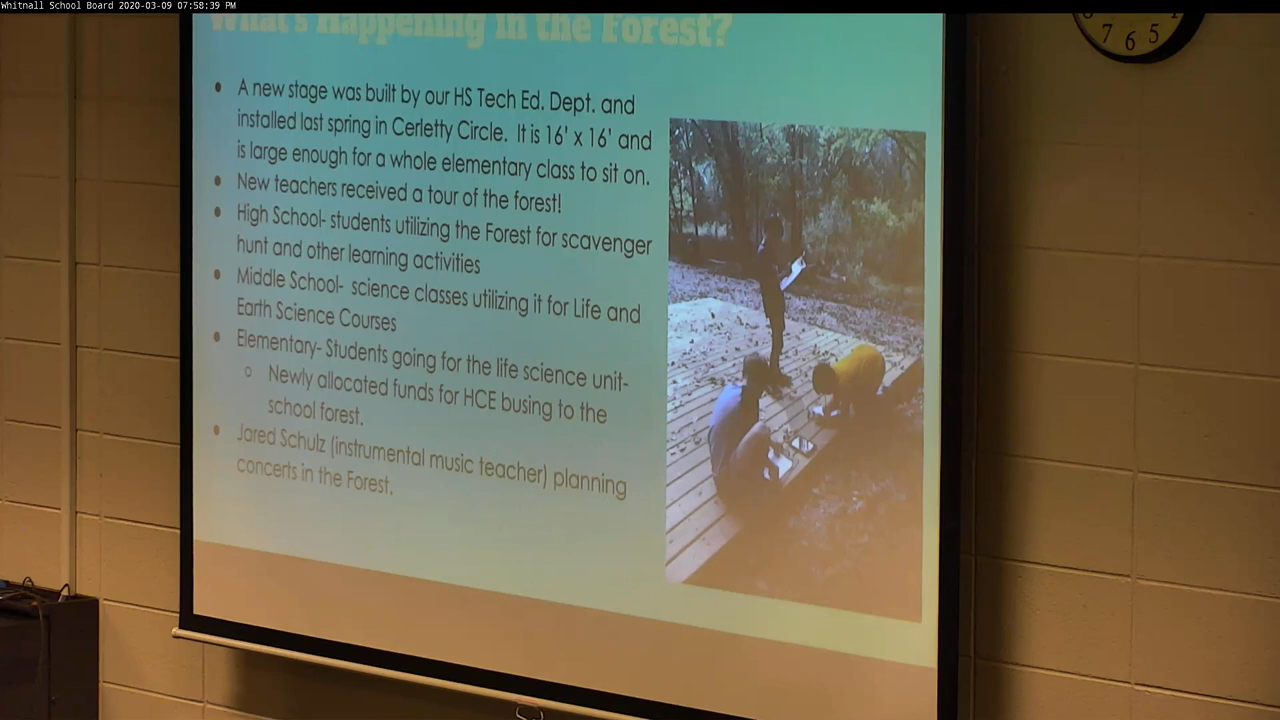 Whitnall School Board 2020-03-09 07:58:39 PM
What's Happening in the Forest?
• A new stage was built by our HS Tech Ed. Dept. and
installed last spring in Cerletty Circle. It is 16' x 16' and
is large enough for a whole elementary class to sit on.
• New teachers received a tour of the forest!
• High School- students utilizing the Forest for scavenger
hunt and other learning activities
• Middle School- science classes utilizing it for Life and
Earth Science Courses
• Elementary- Students going for the life science unit-
o Newly allocated funds for HCE busing to the
school forest.
• Jared Schulz (instrumental music teacher) planning
concerts in the Forest.
7 6 5